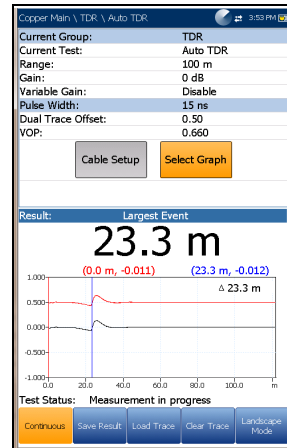 Copper Main \ TDR \ Auto TDR 3:53 PM
Current Group: TDR
Current Test: Auto TDR
Range: 100 m
Gain: 0 dB
Variable Gain: Disable
Pulse Width: 15 ns
Dual Trace Offset: 0.50
VOP: 0.660
Cable Setup Select Graph
Result: Largest Event
23.3 m
(0.0 m, -0.011) (23.3 m, -0.012)
Δ 23.3 m
1.000
0.500
0.000
-0.500
-1.000
0.0 20.0 40.0 60.0 80.0 100.0 m
Test Status: Measurement in progress
Continuous Save Result Load Trace Clear Trace Landscape Mode